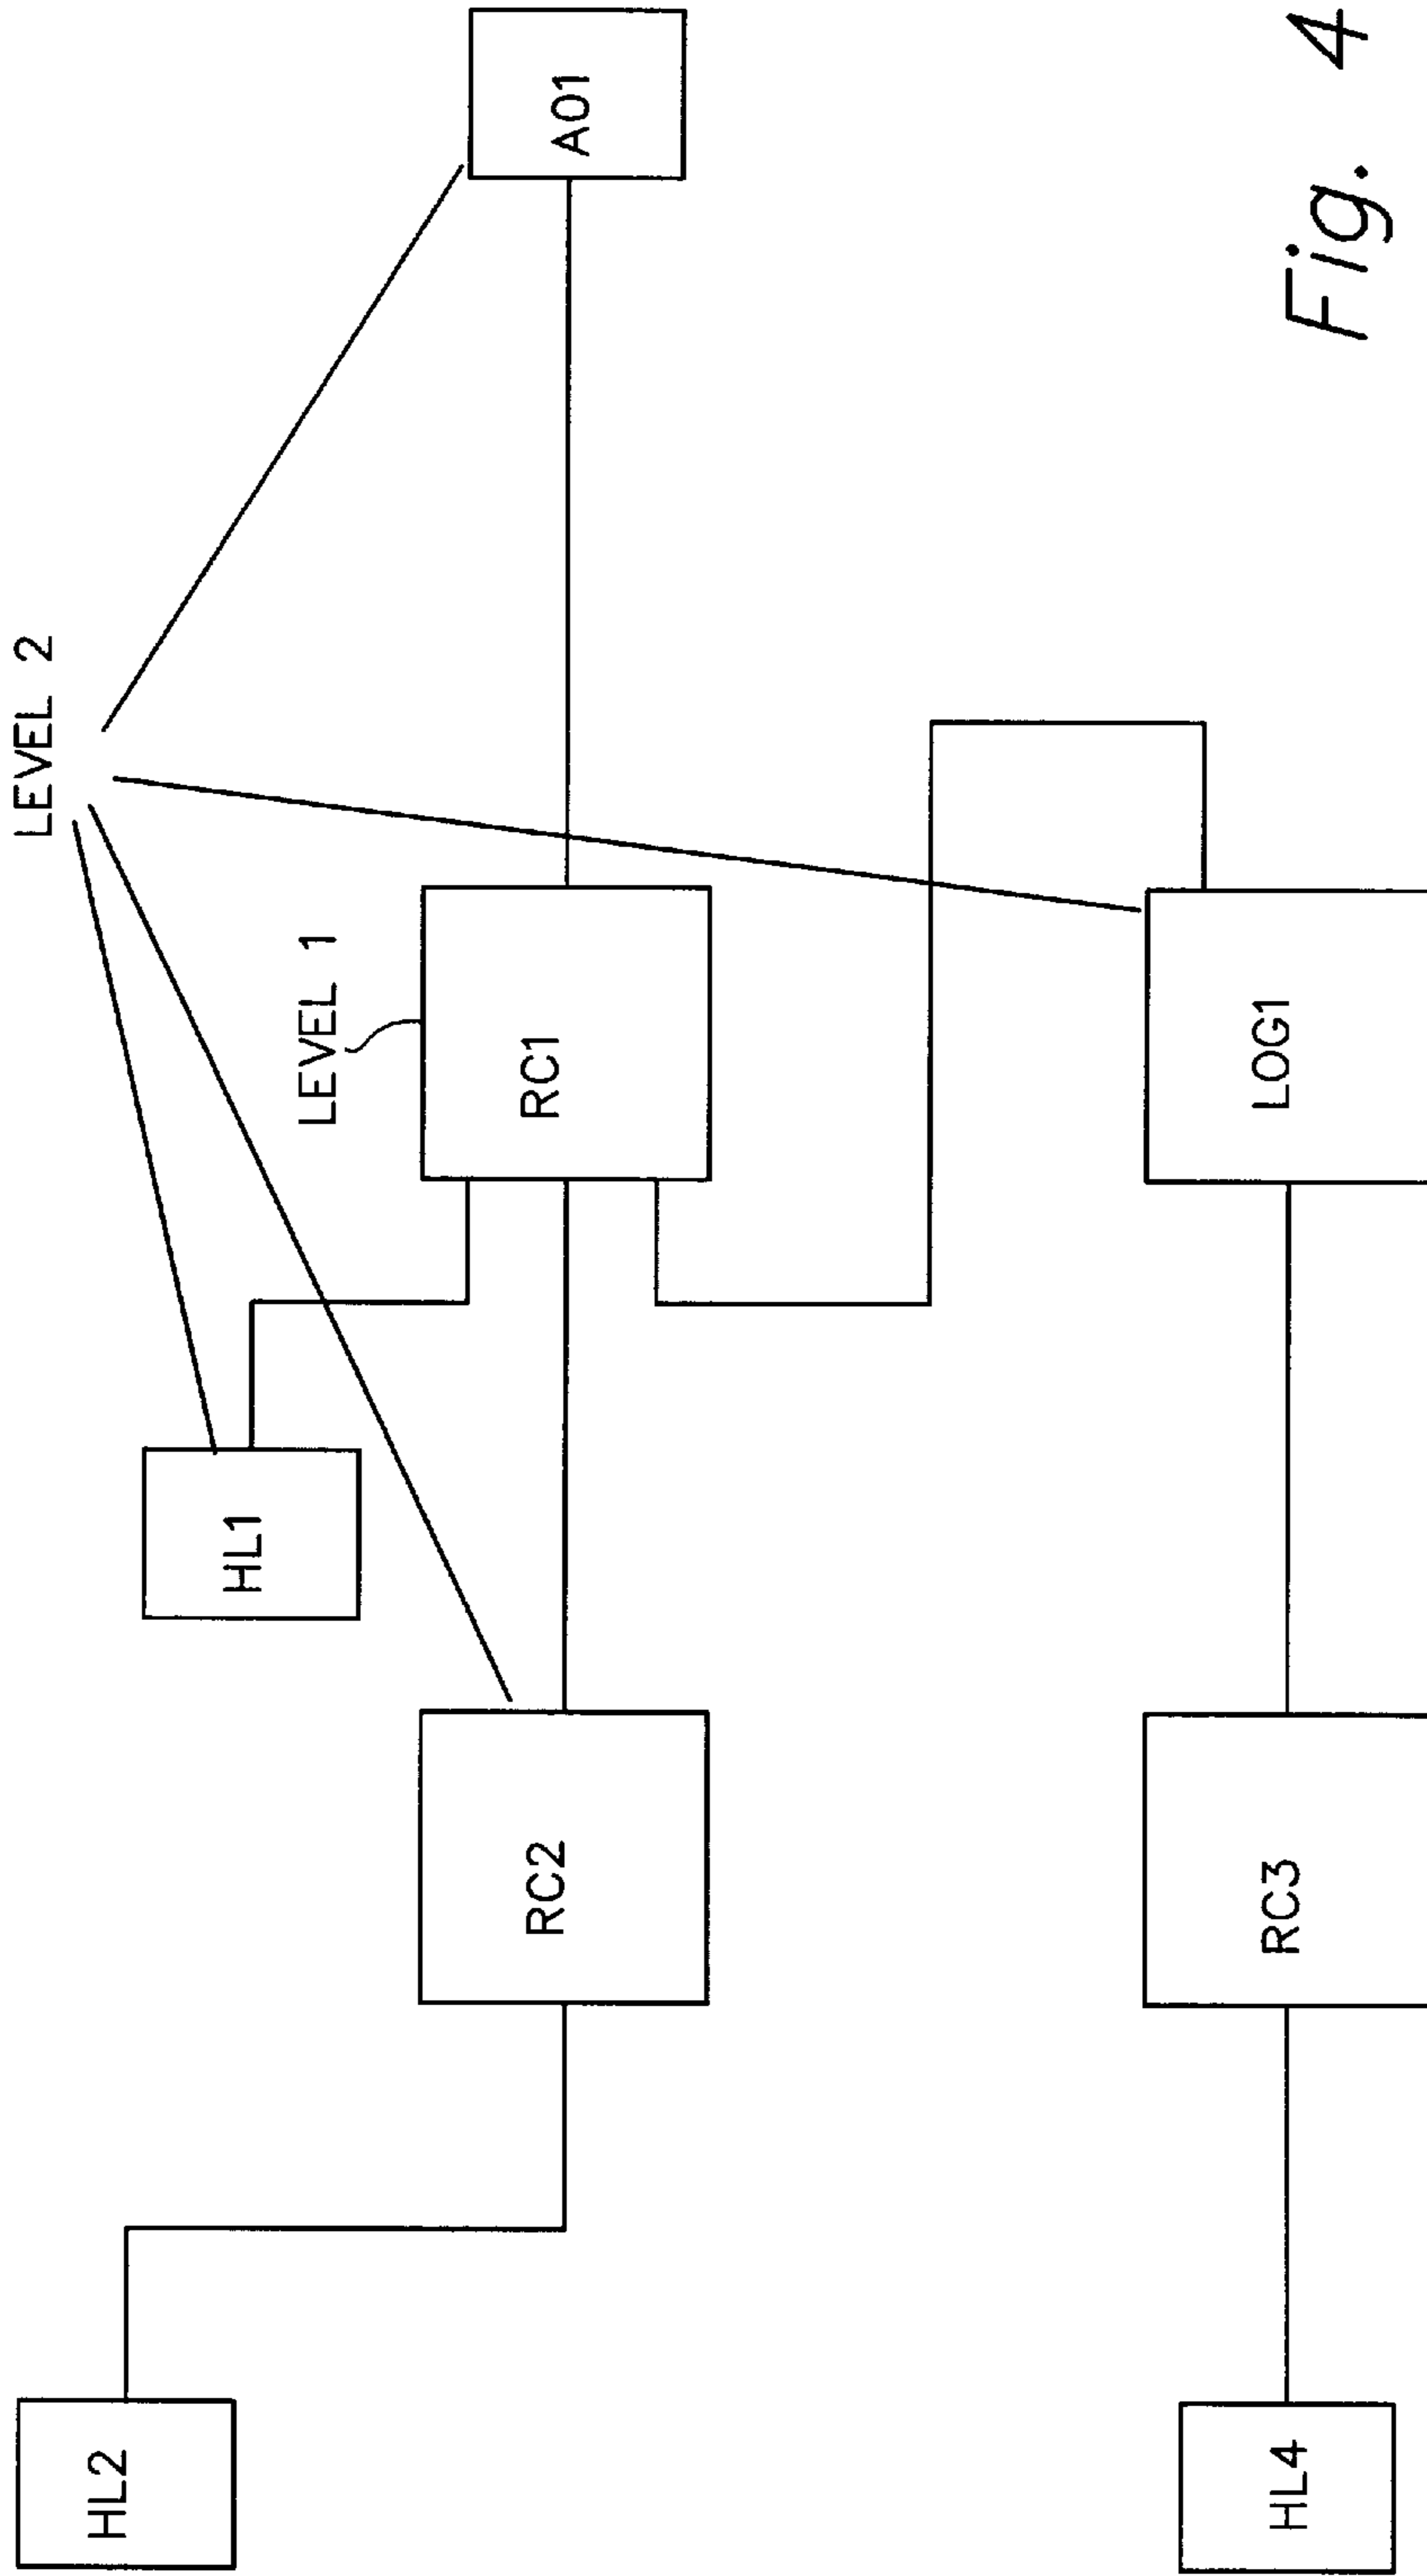 LEVEL 2
HL2
HL1
LEVEL 1
RC2
RC1
A01
HL4
RC3
LOG1
Fig. 4